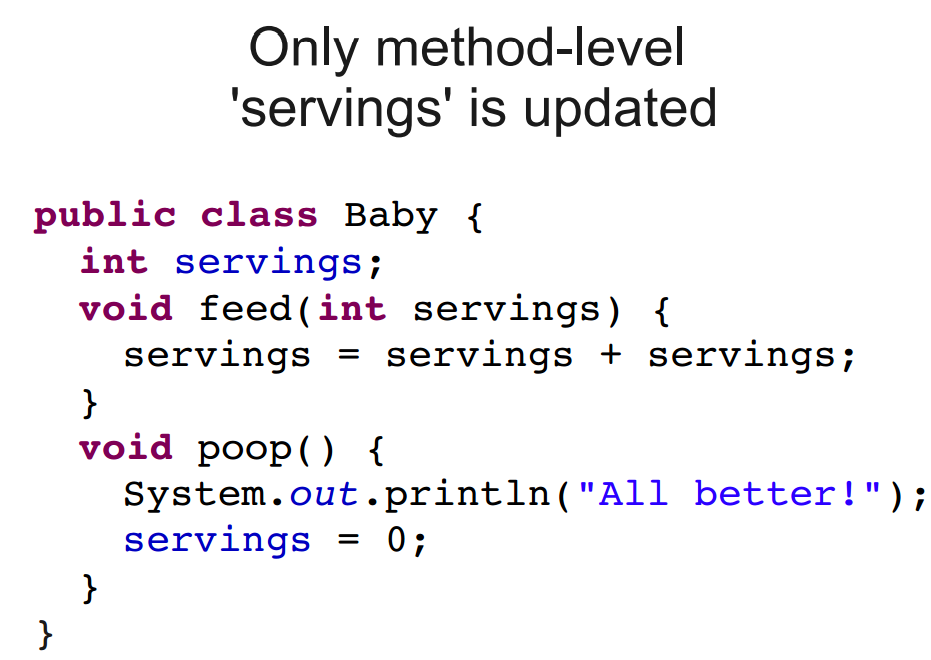 Only method-level
'servings' is updated
public class Baby {
int servings;
void feed(int servings) {
servings = servings + servings;
}
void poop() {
System.out.println("All better!");
servings = 0;
}
}